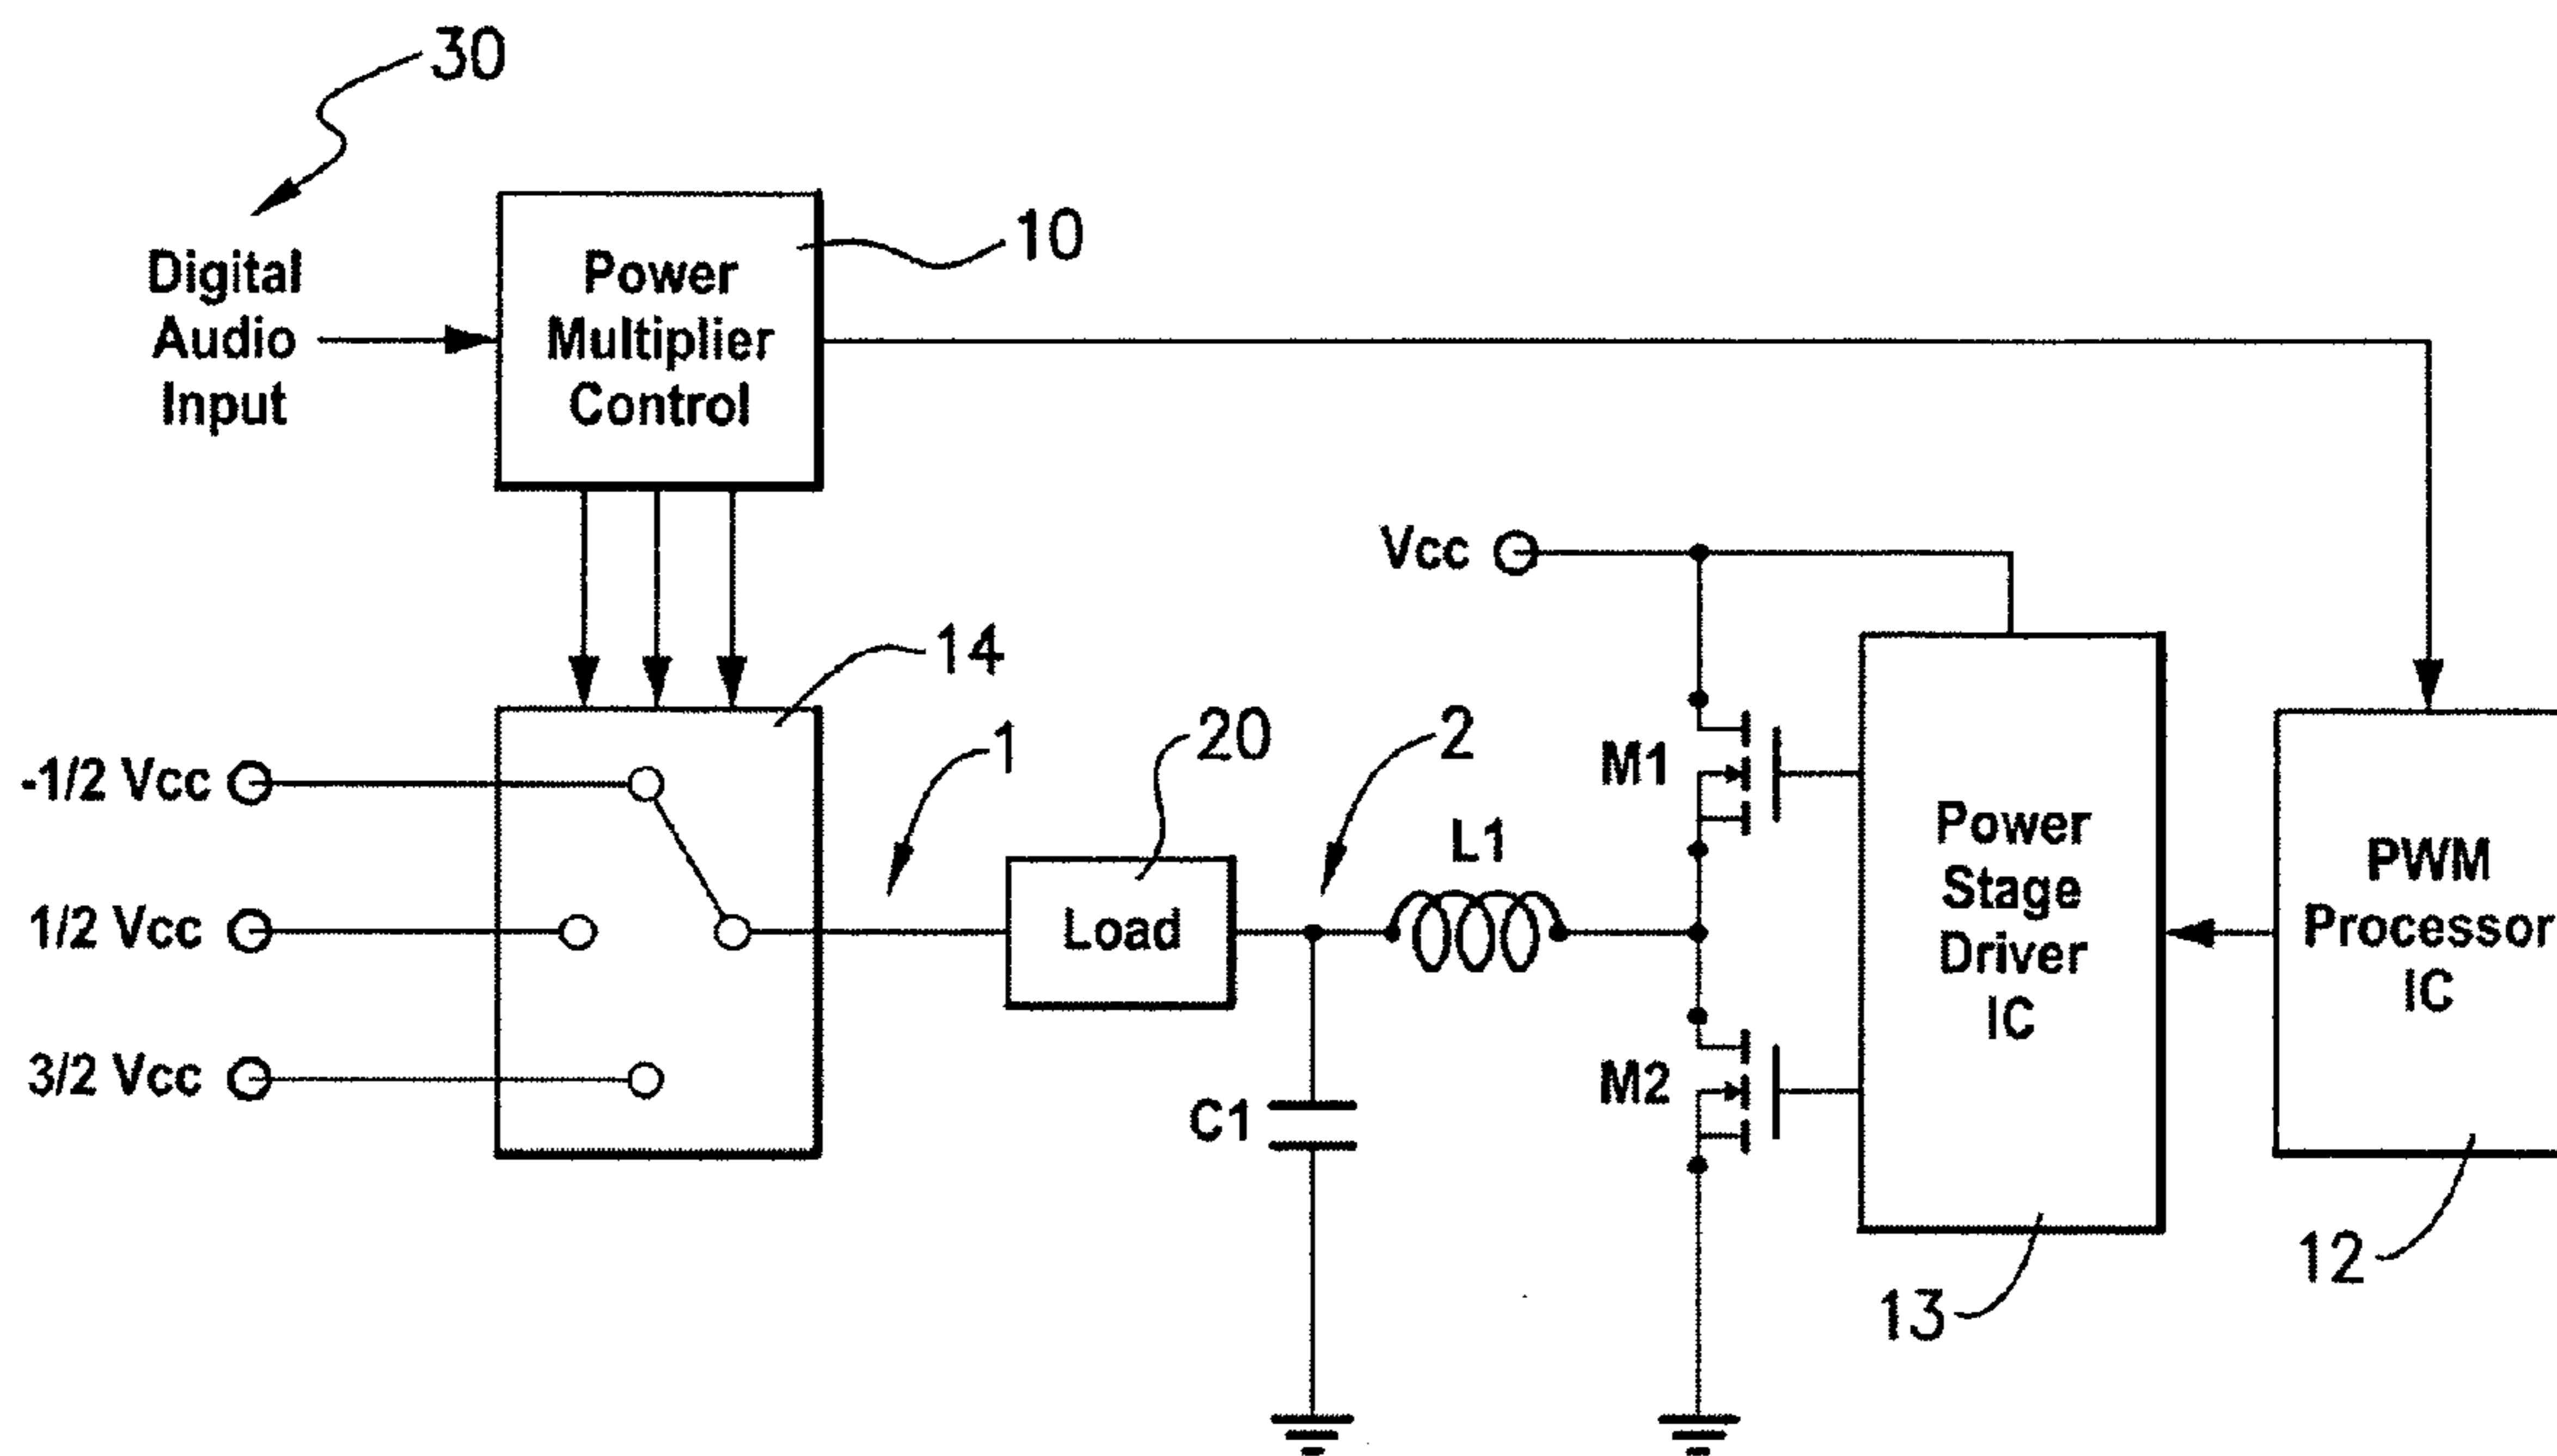 30
Digital
Audio
Input
Power
Multiplier
Control
10
14
-1/2 Vcc
1/2 Vcc
3/2 Vcc
1
Load
20
2
C1
L1
Vcc
M1
M2
Power
Stage
Driver
IC
13
PWM
Processor
IC
12